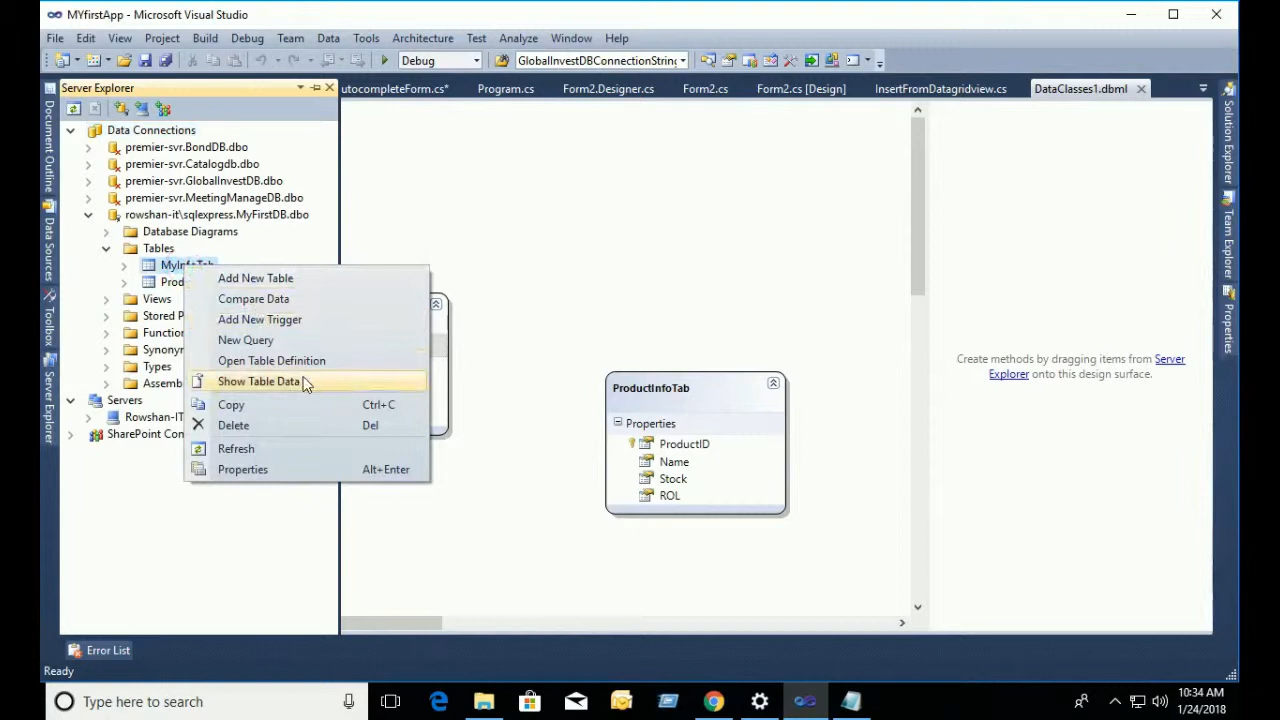 MYfirstApp - Microsoft Visual Studio
File Edit View Project Build Debug Team Data Tools Architecture Test Analyze Window Help
Debug GlobalInvestDBConnectionString
Server Explorer
utocompleteForm.cs* Program.cs Form2.Designer.cs Form2.cs Form2.cs [Design] InsertFromDatagridview.cs DataClasses1.dbml
Data Connections
premier-svr.BondDB.dbo
premier-svr.Catalogdb.dbo
premier-svr.GlobalInvestDB.dbo
premier-svr.MeetingManageDB.dbo
rowshan-it\sqlexpress.MyFirstDB.dbo
Database Diagrams
Tables
MyInfoTab
Prod
Views
Stored P
Function
Synonym
Types
Assemb
Servers
Rowshan-IT
SharePoint Con
Add New Table
Compare Data
Add New Trigger
New Query
Open Table Definition
Show Table Data
Copy Ctrl+C
Delete Del
Refresh
Properties Alt+Enter
ProductInfoTab
Properties
ProductID
Name
Stock
ROL
Create methods by dragging items from Server
Explorer onto this design surface.
Document Outline
Data Sources
Toolbox
Server Explorer
Solution Explorer
Team Explorer
Properties
Error List
Ready
Type here to search
10:34 AM
1/24/2018